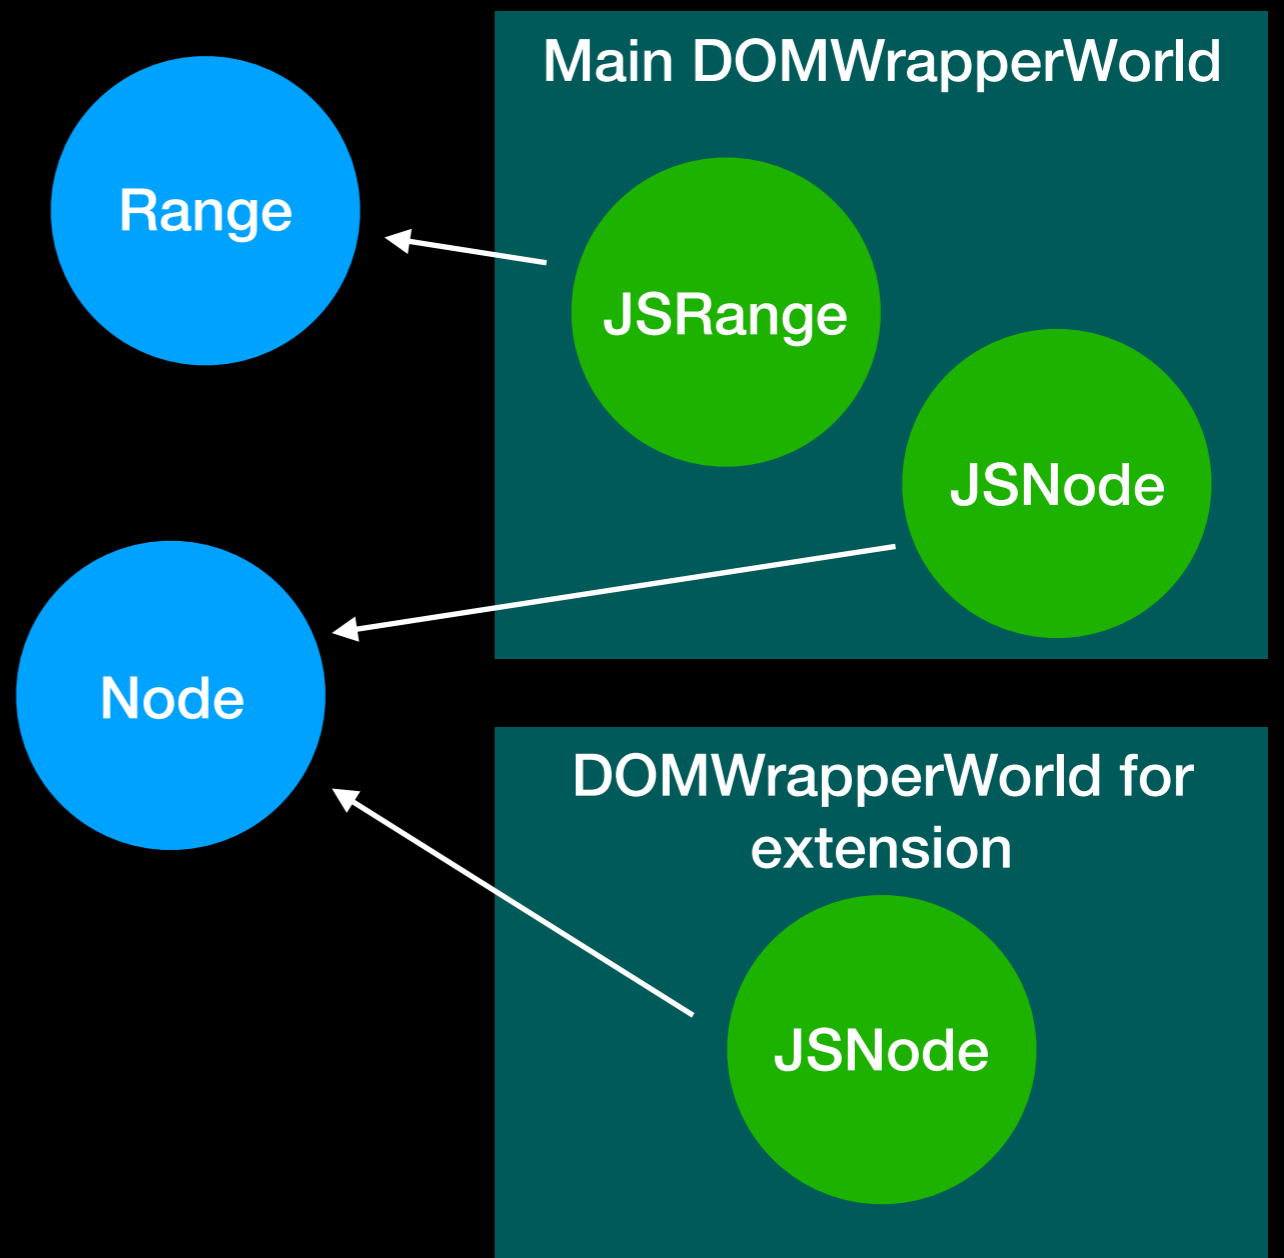 Main DOMWrapperWorld
Range
JSRange
JSNode
Node
DOMWrapperWorld for
extension
JSNode